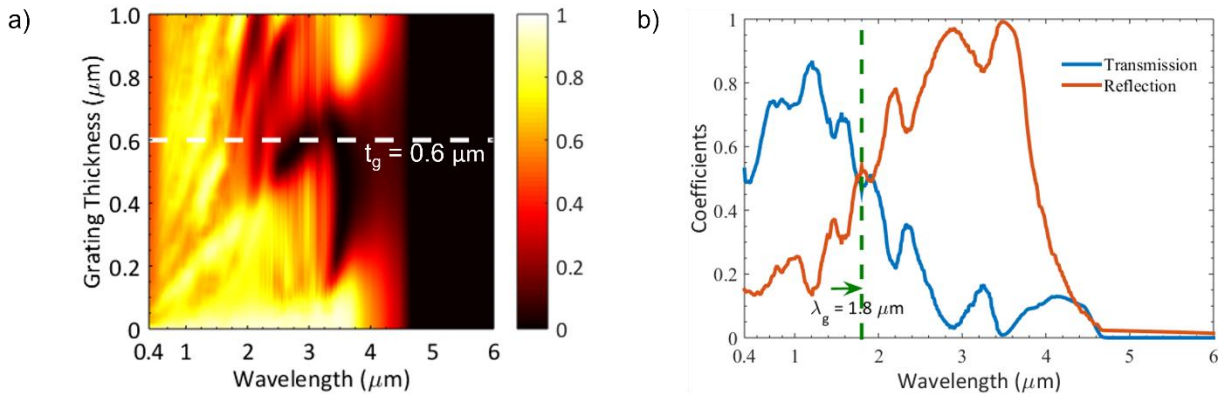 a)
Grating Thickness (μm)
1
0.8
0.6
0.4
0.2
0
t_g = 0.6 μm
0.4 1 2 3 4 5 6
Wavelength (μm)
1
0.8
0.6
0.4
0.2
0
b)
Coefficients
1
0.8
0.6
0.4
0.2
0
Transmission
Reflection
λ_g = 1.8 μm
0.4 1 2 3 4 5 6
Wavelength (μm)